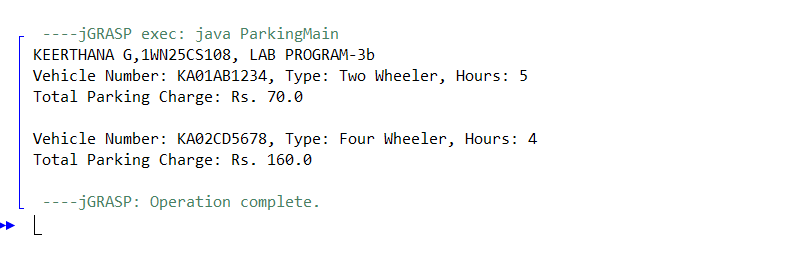 ----jGRASP exec: java ParkingMain
KEERTHANA G,1WN25CS108, LAB PROGRAM-3b
Vehicle Number: KA01AB1234, Type: Two Wheeler, Hours: 5
Total Parking Charge: Rs. 70.0
Vehicle Number: KA02CD5678, Type: Four Wheeler, Hours: 4
Total Parking Charge: Rs. 160.0
----jGRASP: Operation complete.